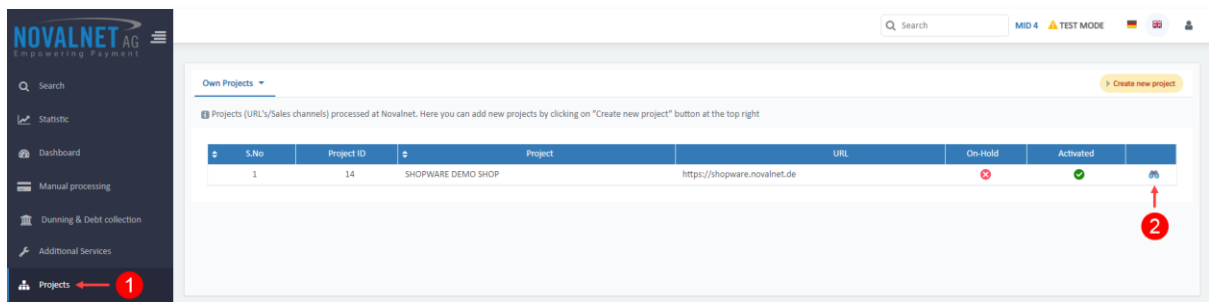 NOVALNET AG
Empowering Payment
Search
MID 4 TEST MODE
Search
Statistic
Dashboard
Manual processing
Dunning & Debt collection
Additional Services
Projects
1
Own Projects
Create new project
Projects (URL's/Sales channels) processed at Novalnet. Here you can add new projects by clicking on "Create new project" button at the top right
S.No Project ID Project URL On-Hold Activated
1 14 SHOPWARE DEMO SHOP https://shopware.novalnet.de
2